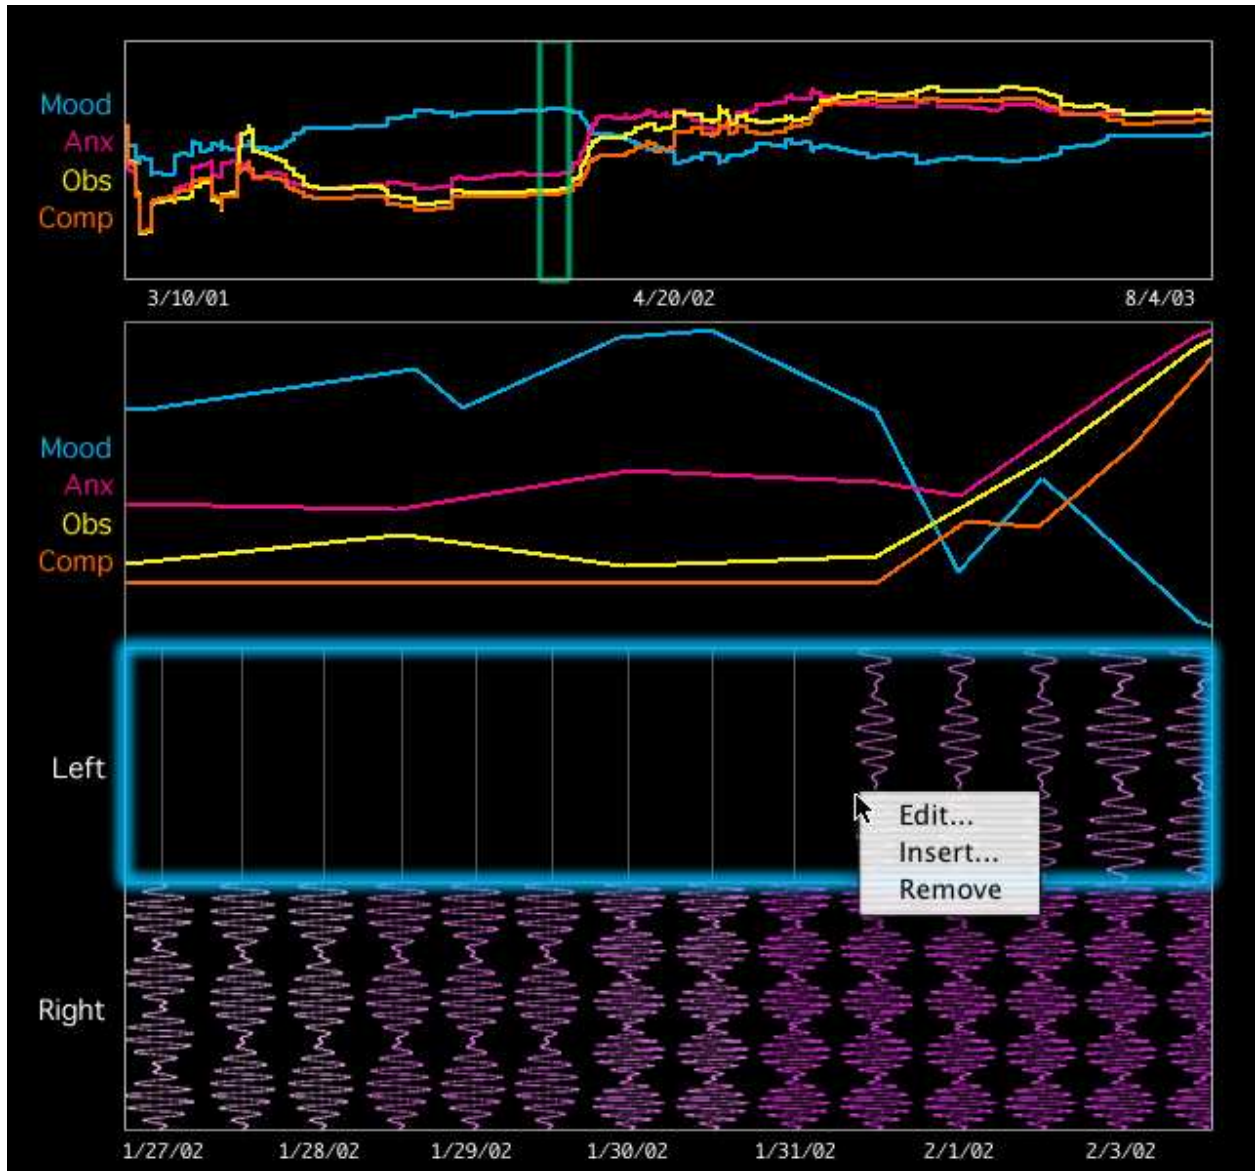 Mood
Anx
Obs
Comp
3/10/01 4/20/02 8/4/03
Mood
Anx
Obs
Comp
Left
Edit...
Insert...
Remove
Right
1/27/02 1/28/02 1/29/02 1/30/02 1/31/02 2/1/02 2/3/02